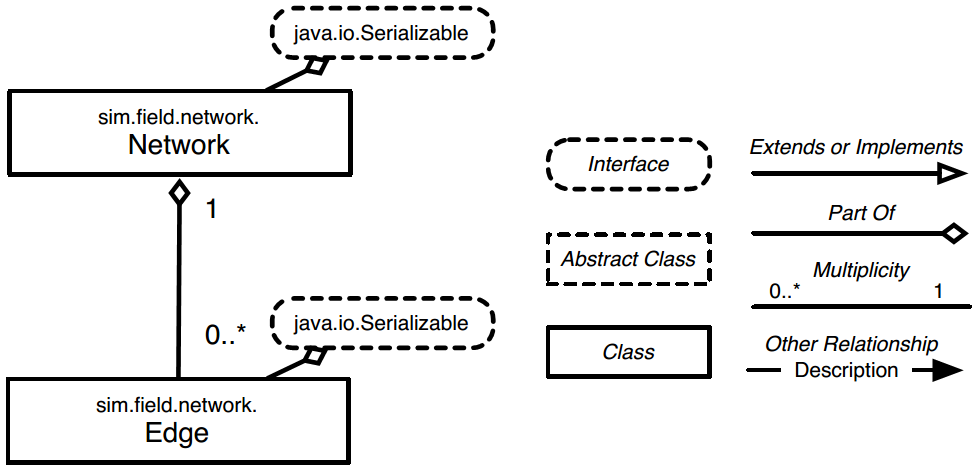 java.io.Serializable
sim.field.network.
Network
1
0..*
java.io.Serializable
sim.field.network.
Edge
Interface
Abstract Class
Class
Extends or Implements
Part Of
Multiplicity
0..* 1
Other Relationship
Description